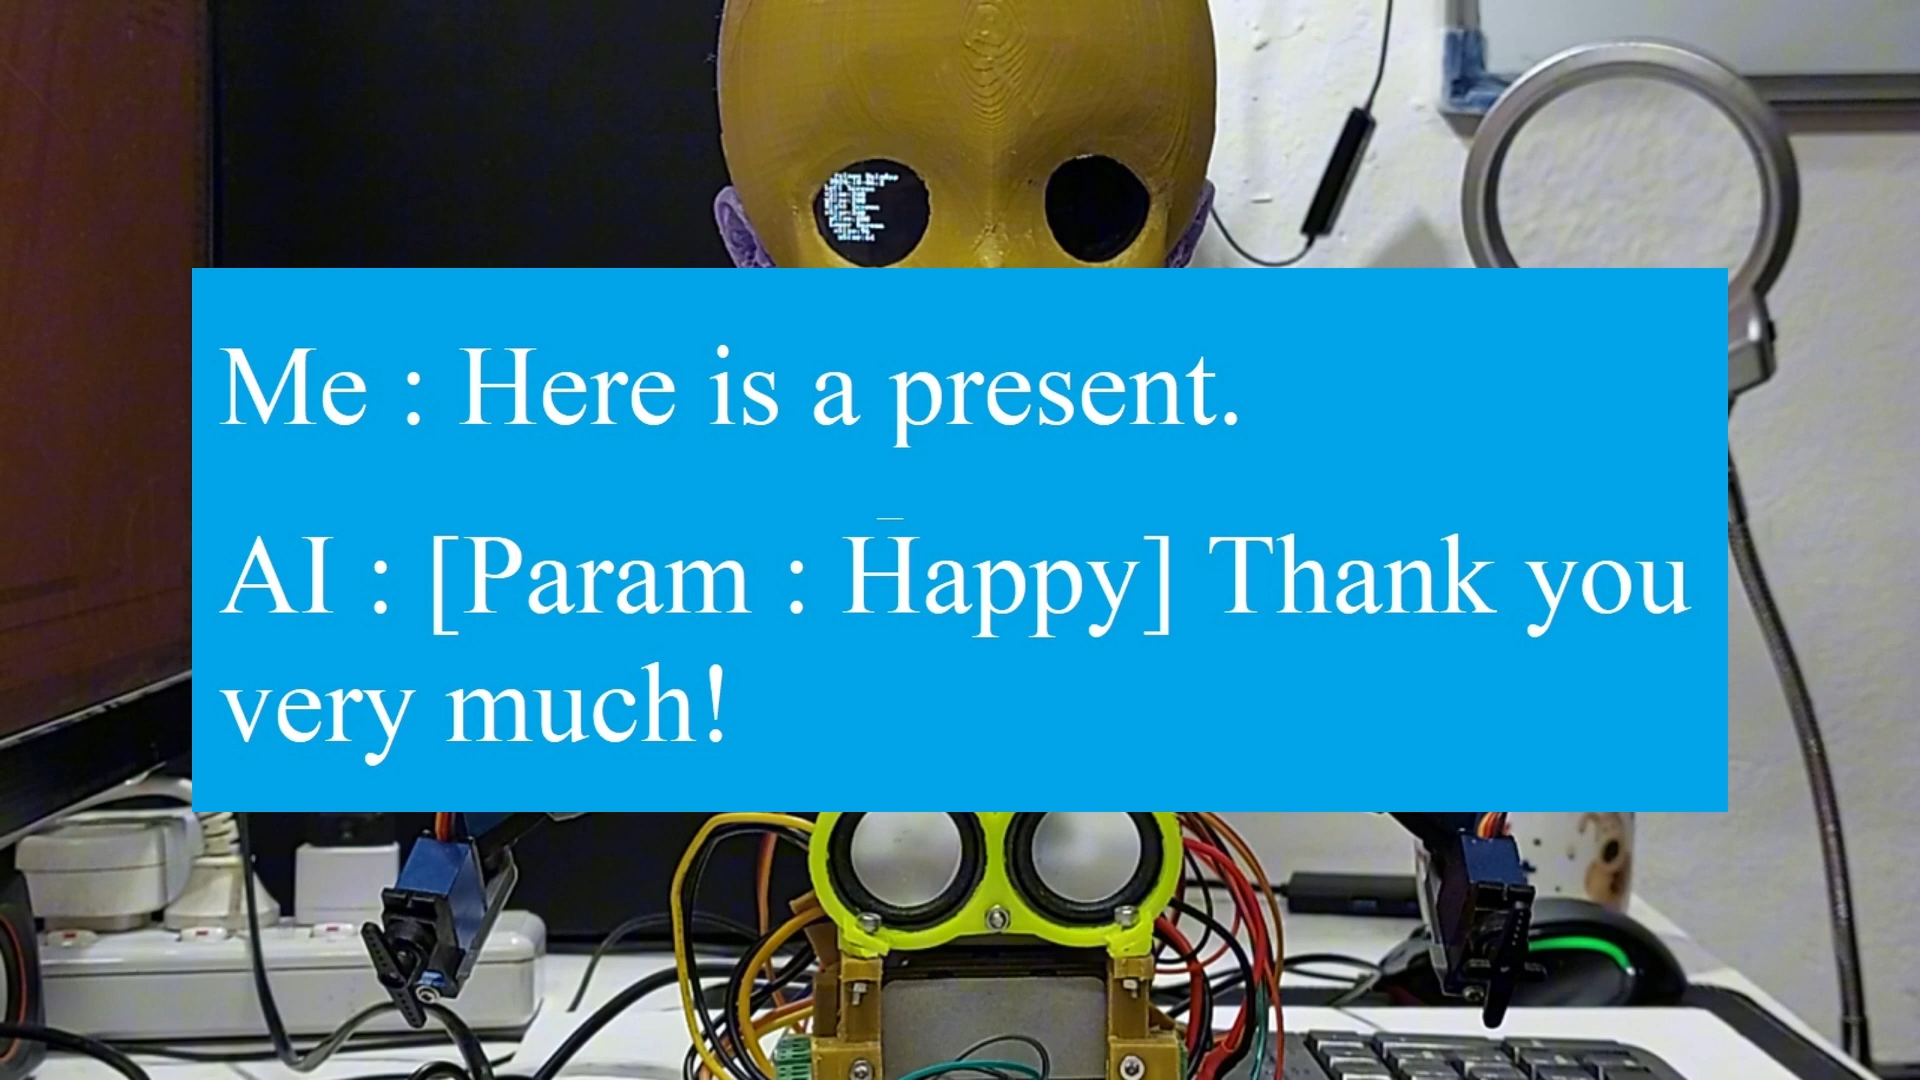 Me : Here is a present.
AI : [Param : Happy] Thank you
very much!